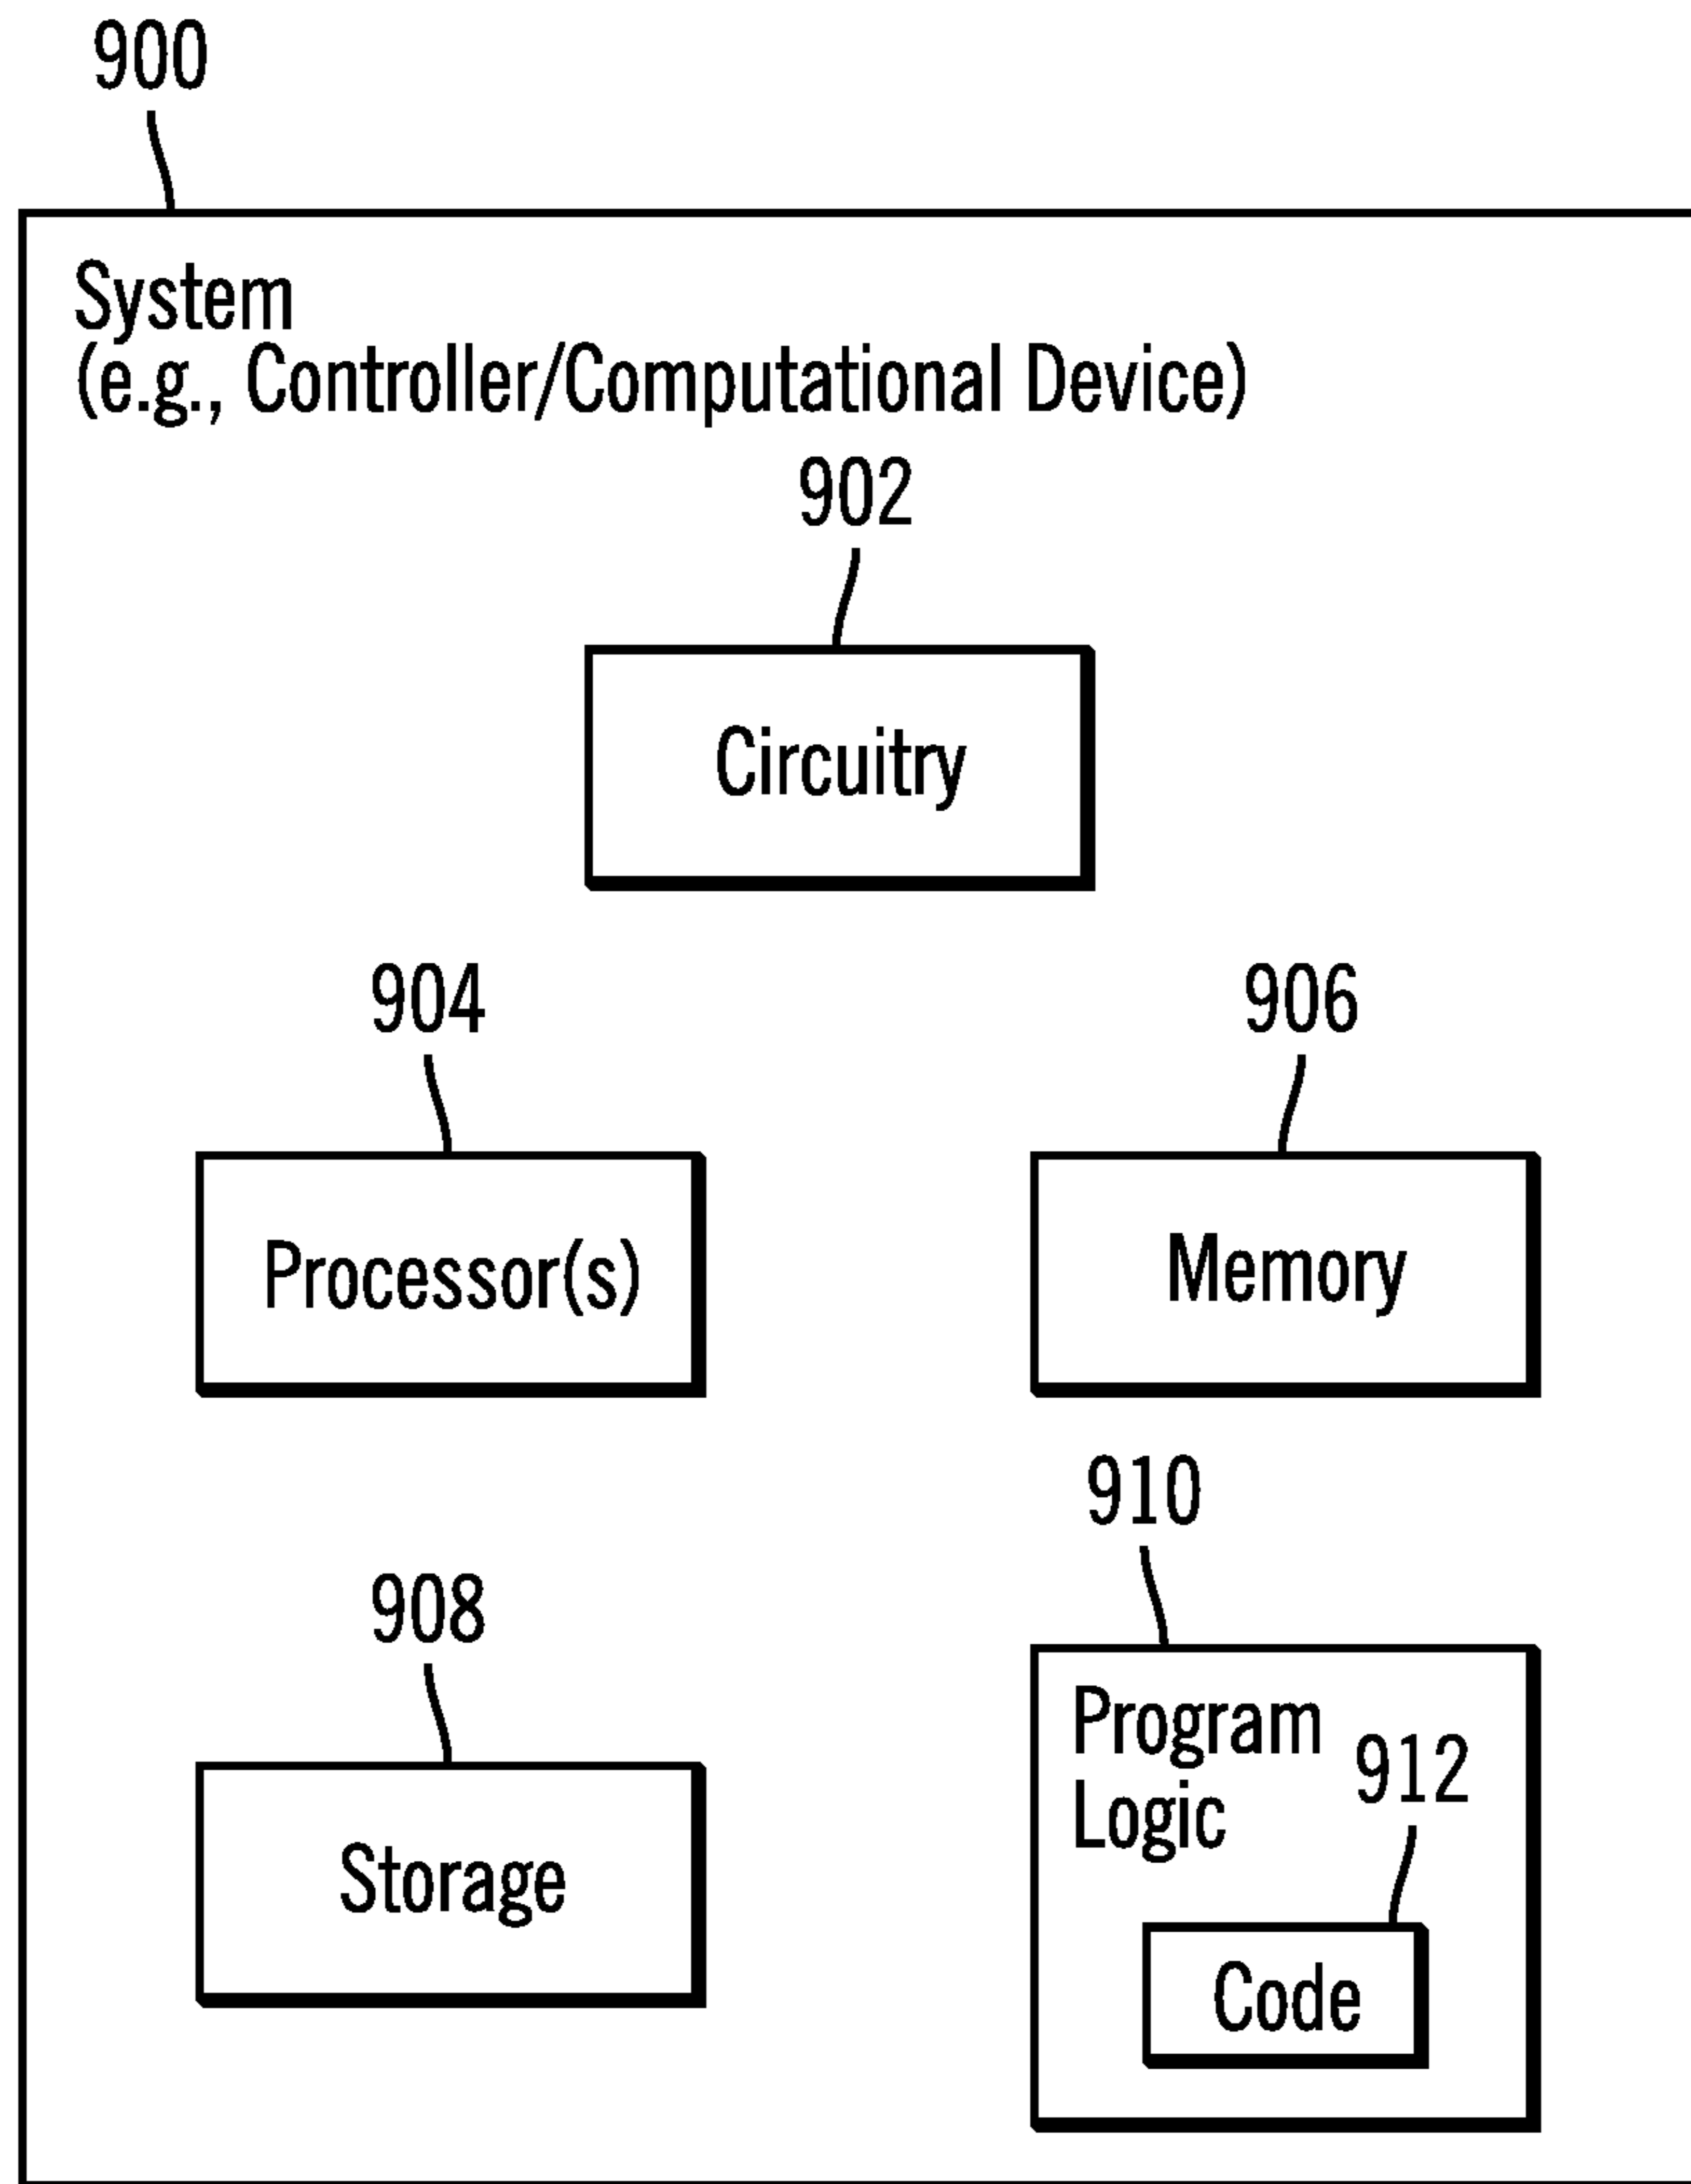 900
System
(e.g., Controller/Computational Device)
902
Circuitry
904
906
Processor(s)
Memory
910
908
Program
Logic
912
Storage
Code